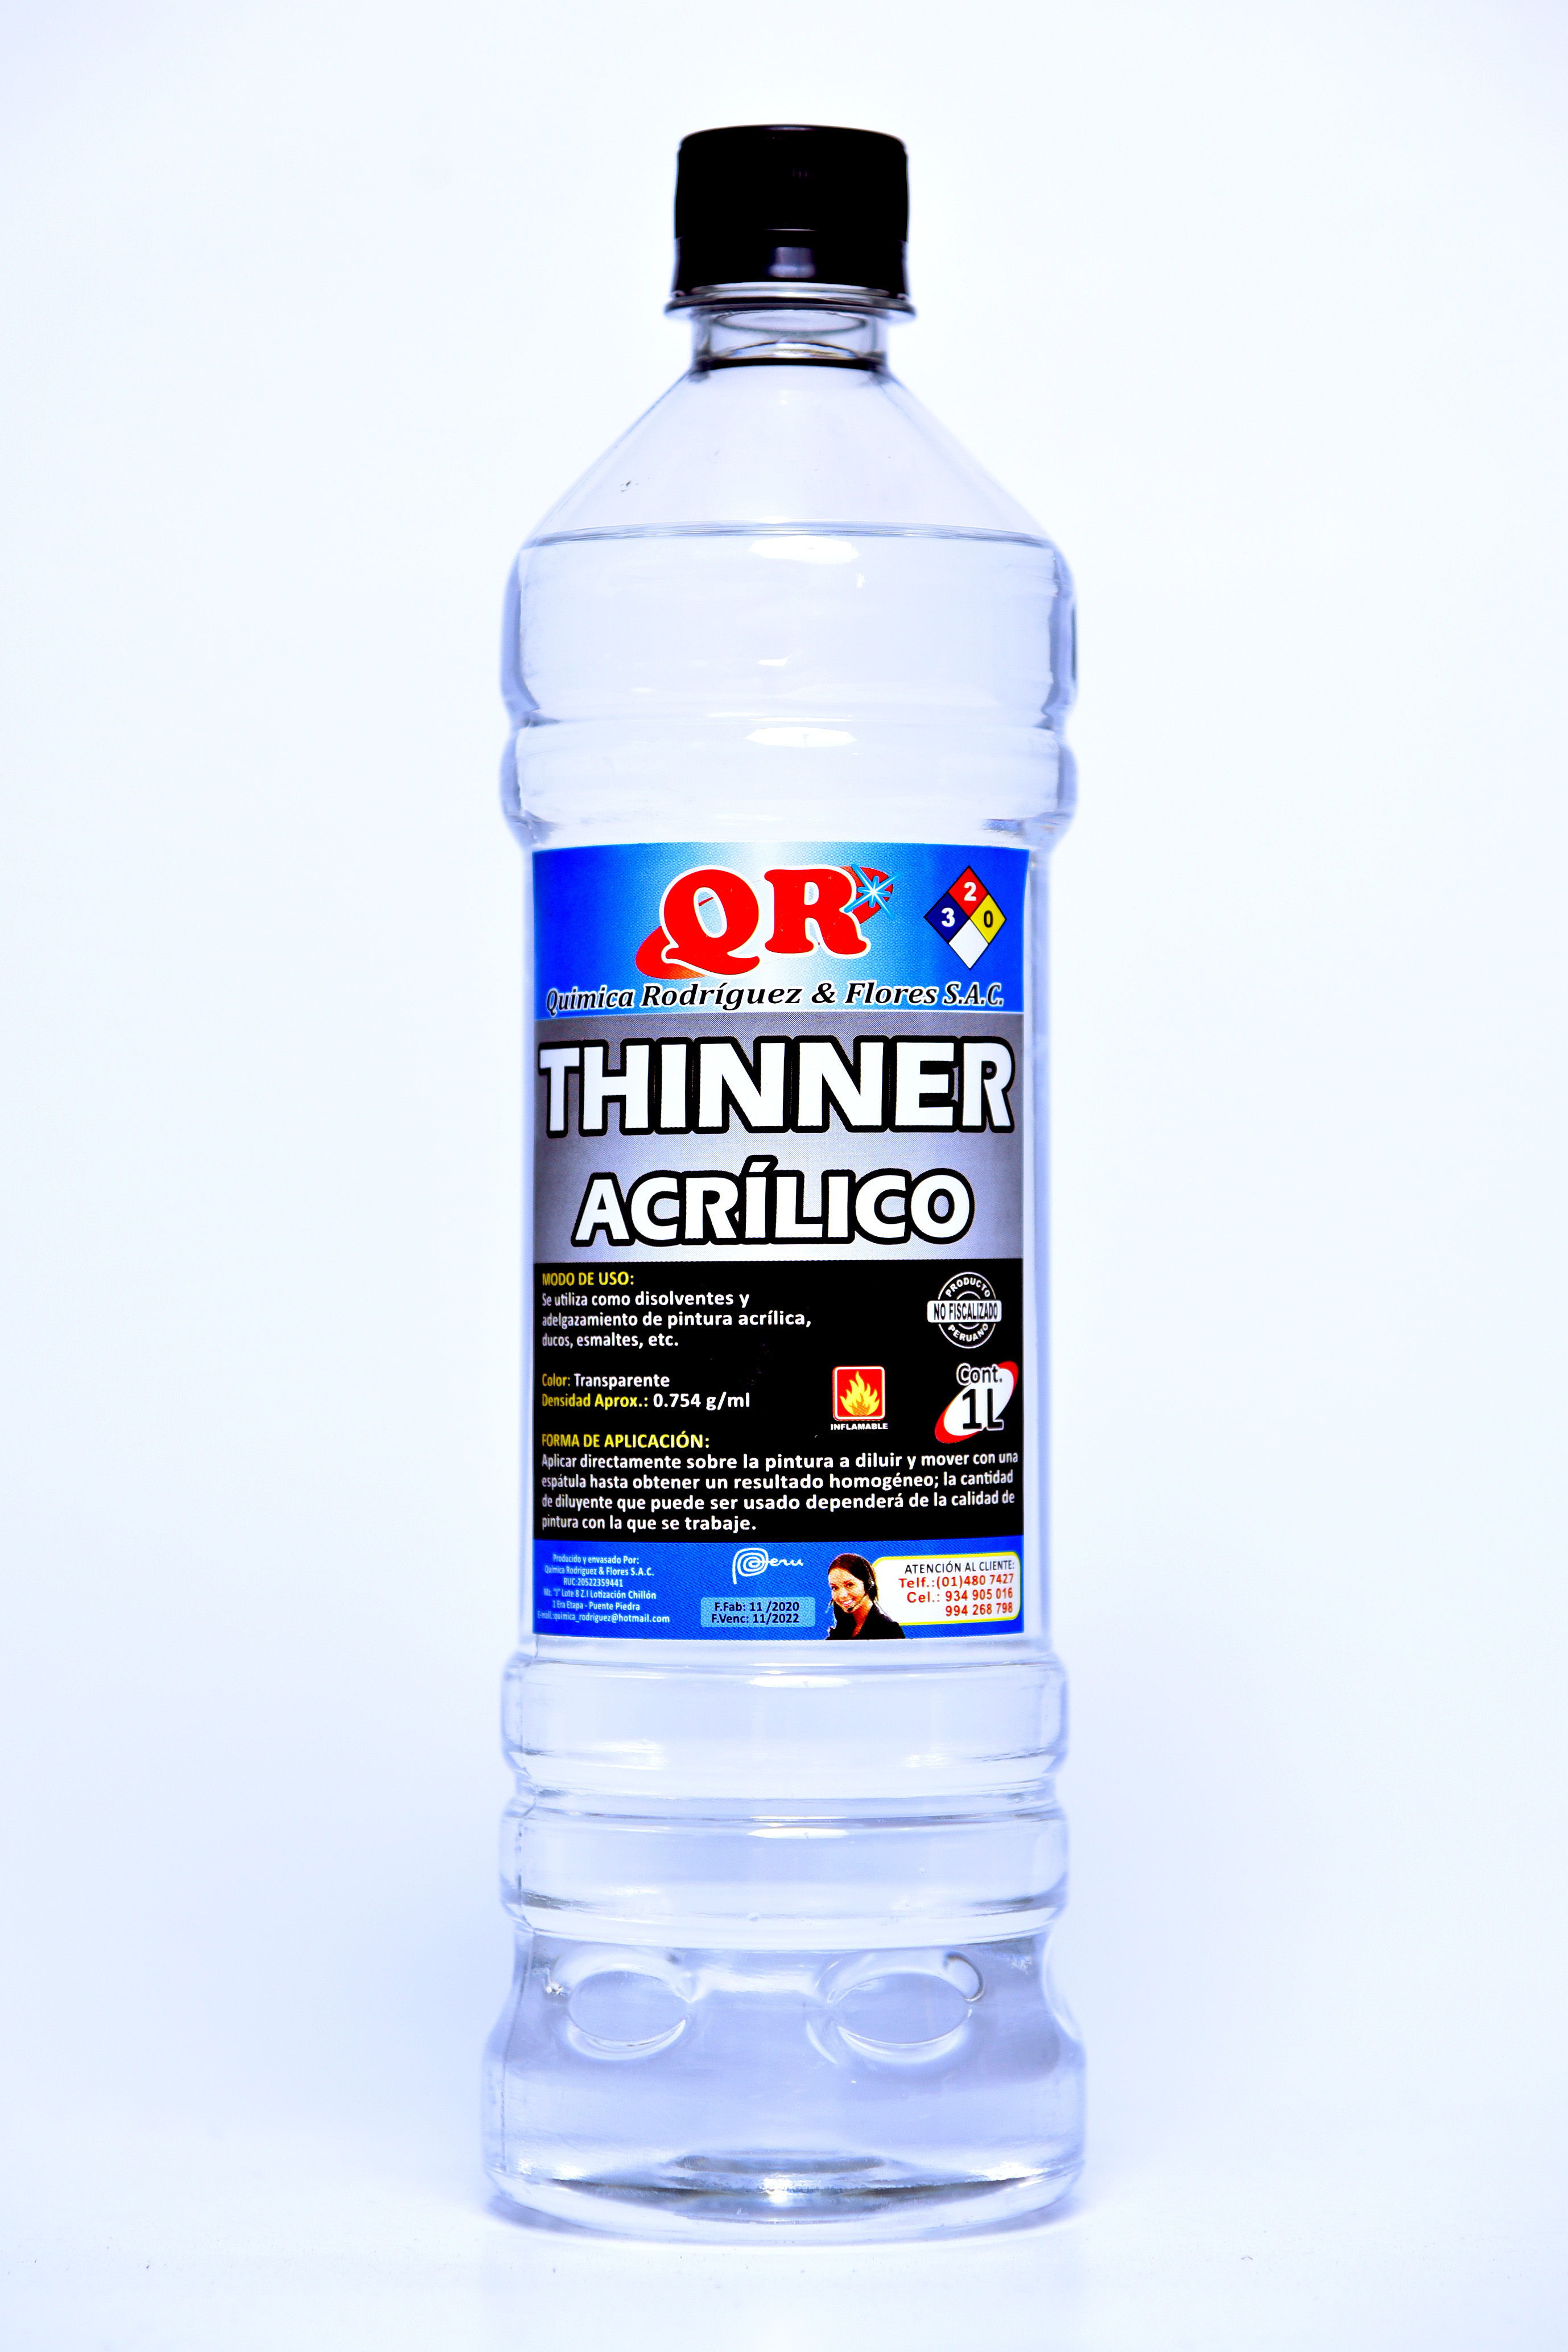 QR
2
3
0
Quimica Rodríguez & Flores S.A.C.
THINNER
ACRÍLICO
MODO DE USO:
Se utiliza como disolventes y
adelgazamiento de pintura acrílica,
ducos, esmaltes, etc.
PRODUCTO
NO FISCALIZADO
PERUANO
Color: Transparente
Densidad Aprox.: 0.754 g/ml
INFLAMABLE
Cont.
1L
FORMA DE APLICACIÓN:
Aplicar directamente sobre la pintura a diluir y mover con una
espátula hasta obtener un resultado homogéneo; la cantidad
de diluyente que puede ser usado dependerá de la calidad de
pintura con la que se trabaje.
Producido y envasado Por:
Química Rodriguez & Flores S.A.C.
RUC:20522359441
Mz. "I" Lote 8 Z.I Lotización Chillón
1 Era Etapa - Puente Piedra
E-mail.:quimica_rodriguez@hotmail.com
Peru
F.Fab: 11 /2020
F.Venc: 11/2022
ATENCIÓN AL CLIENTE:
Telf.:(01)480 7427
Cel.: 934 905 016
994 268 798